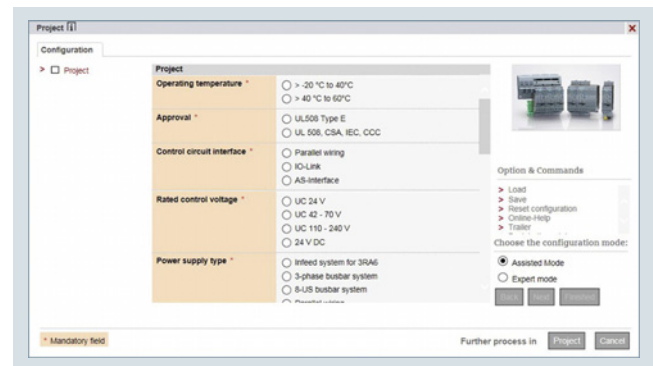 Project i
Configuration
> Project
Project
Operating temperature *
> -20 °C to 40°C
> 40 °C to 60°C
Approval *
UL508 Type E
UL 508, CSA, IEC, CCC
Control circuit interface *
Parallel wiring
IO-Link
AS-Interface
Rated control voltage *
UC 24 V
UC 42 - 70 V
UC 110 - 240 V
24 V DC
Power supply type *
Infeed system for 3RA6
3-phase busbar system
8-US busbar system
Parallel wiring
Option & Commands
> Load
> Save
> Reset configuration
> Online-Help
> Trailer
Choose the configuration mode:
Assisted Mode
Expert mode
Back Next Finished
* Mandatory field
Further process in Project Cancel